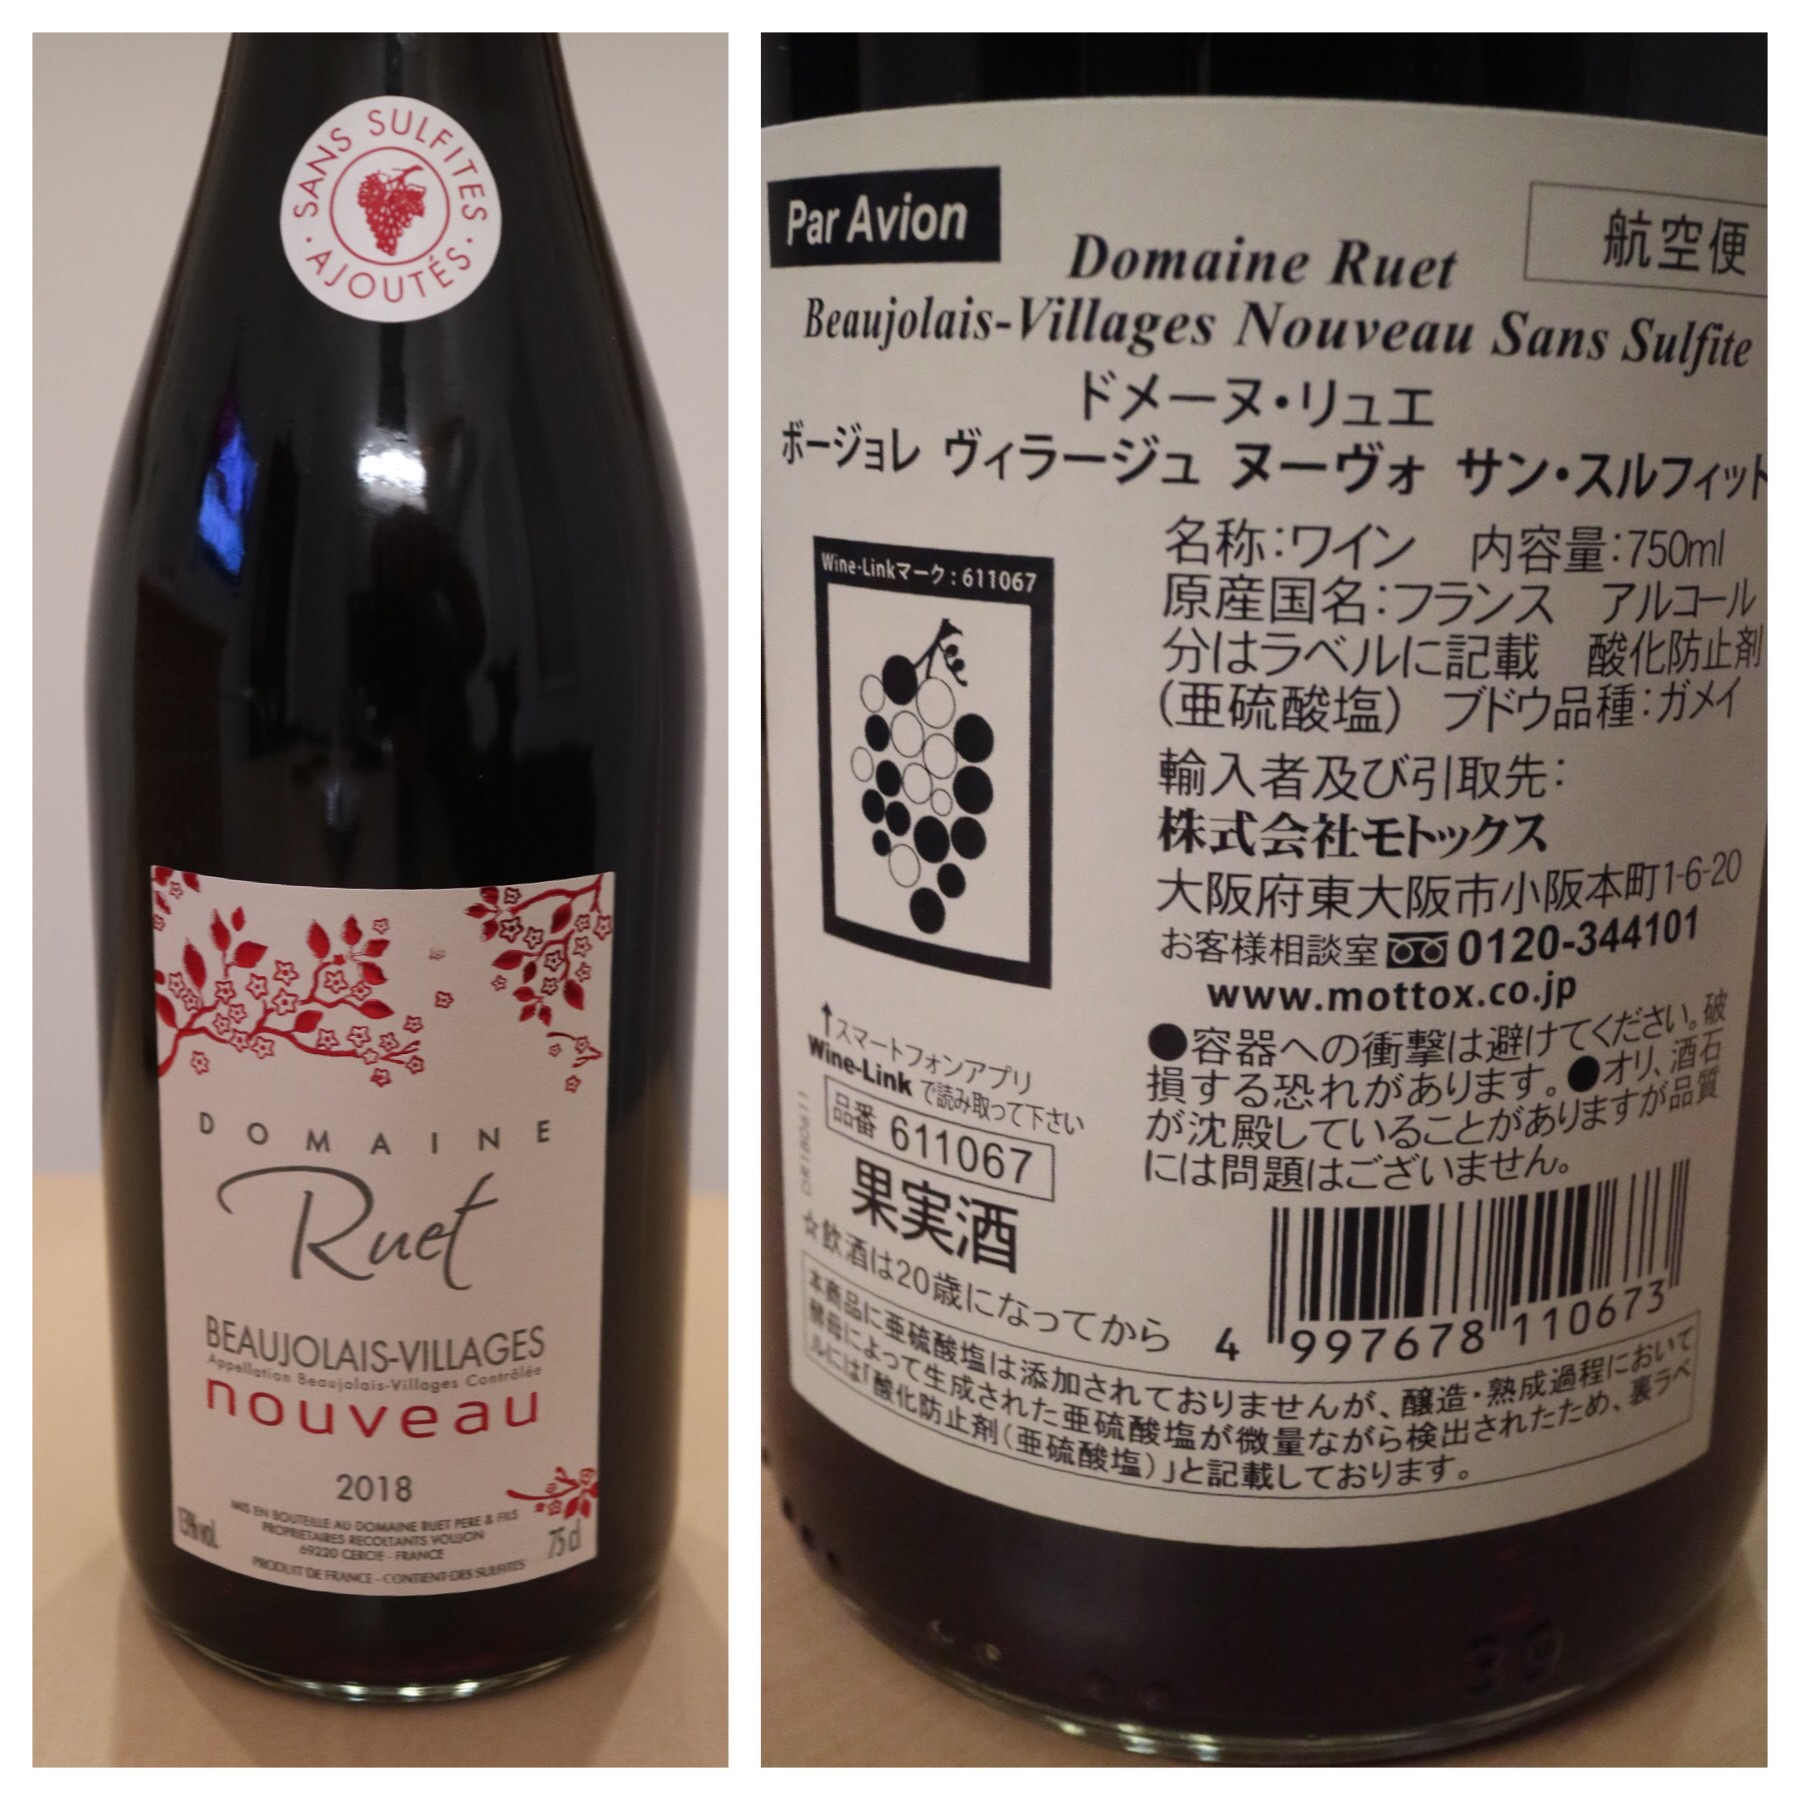 SANS SULFITES
AJOUTÉS
DOMAINE
Ruet
BEAUJOLAIS-VILLAGES
Appellation Beaujolais-Villages Contrôlée
nouveau
2018
13% vol.
MIS EN BOUTEILLE AU DOMAINE RUET PERE & FILS
PROPRIETAIRES RECOLTANTS VOUJON
69220 CERCIE - FRANCE
75 cl
PRODUIT DE FRANCE - CONTIENT DES SULFITES
Par Avion
航空便
Domaine Ruet
Beaujolais-Villages Nouveau Sans Sulfite
ドメーヌ・リュエ
ボージョレ ヴィラージュ ヌーヴォ サン・スルフィット
名称:ワイン 内容量:750ml
原産国名:フランス アルコール
分はラベルに記載 酸化防止剤
(亜硫酸塩) ブドウ品種:ガメイ
輸入者及び引取先:
株式会社モトックス
大阪府東大阪市小阪本町1-6-20
お客様相談室 0120-344101
www.mottox.co.jp
●容器への衝撃は避けてください。破
損する恐れがあります。●オリ、酒石
が沈殿していることがありますが品質
には問題はございません。
Wine-Linkマーク:611067
↑スマートフォンアプリ
Wine-Link で読み取って下さい
品番 611067
果実酒
☆飲酒は20歳になってから
4 997678 110673
本商品に亜硫酸塩は添加されておりませんが、醸造・熟成過程において
酵母によって生成された亜硫酸塩が微量ながら検出されたため、裏ラベ
ルには「酸化防止剤(亜硫酸塩)」と記載しております。
39